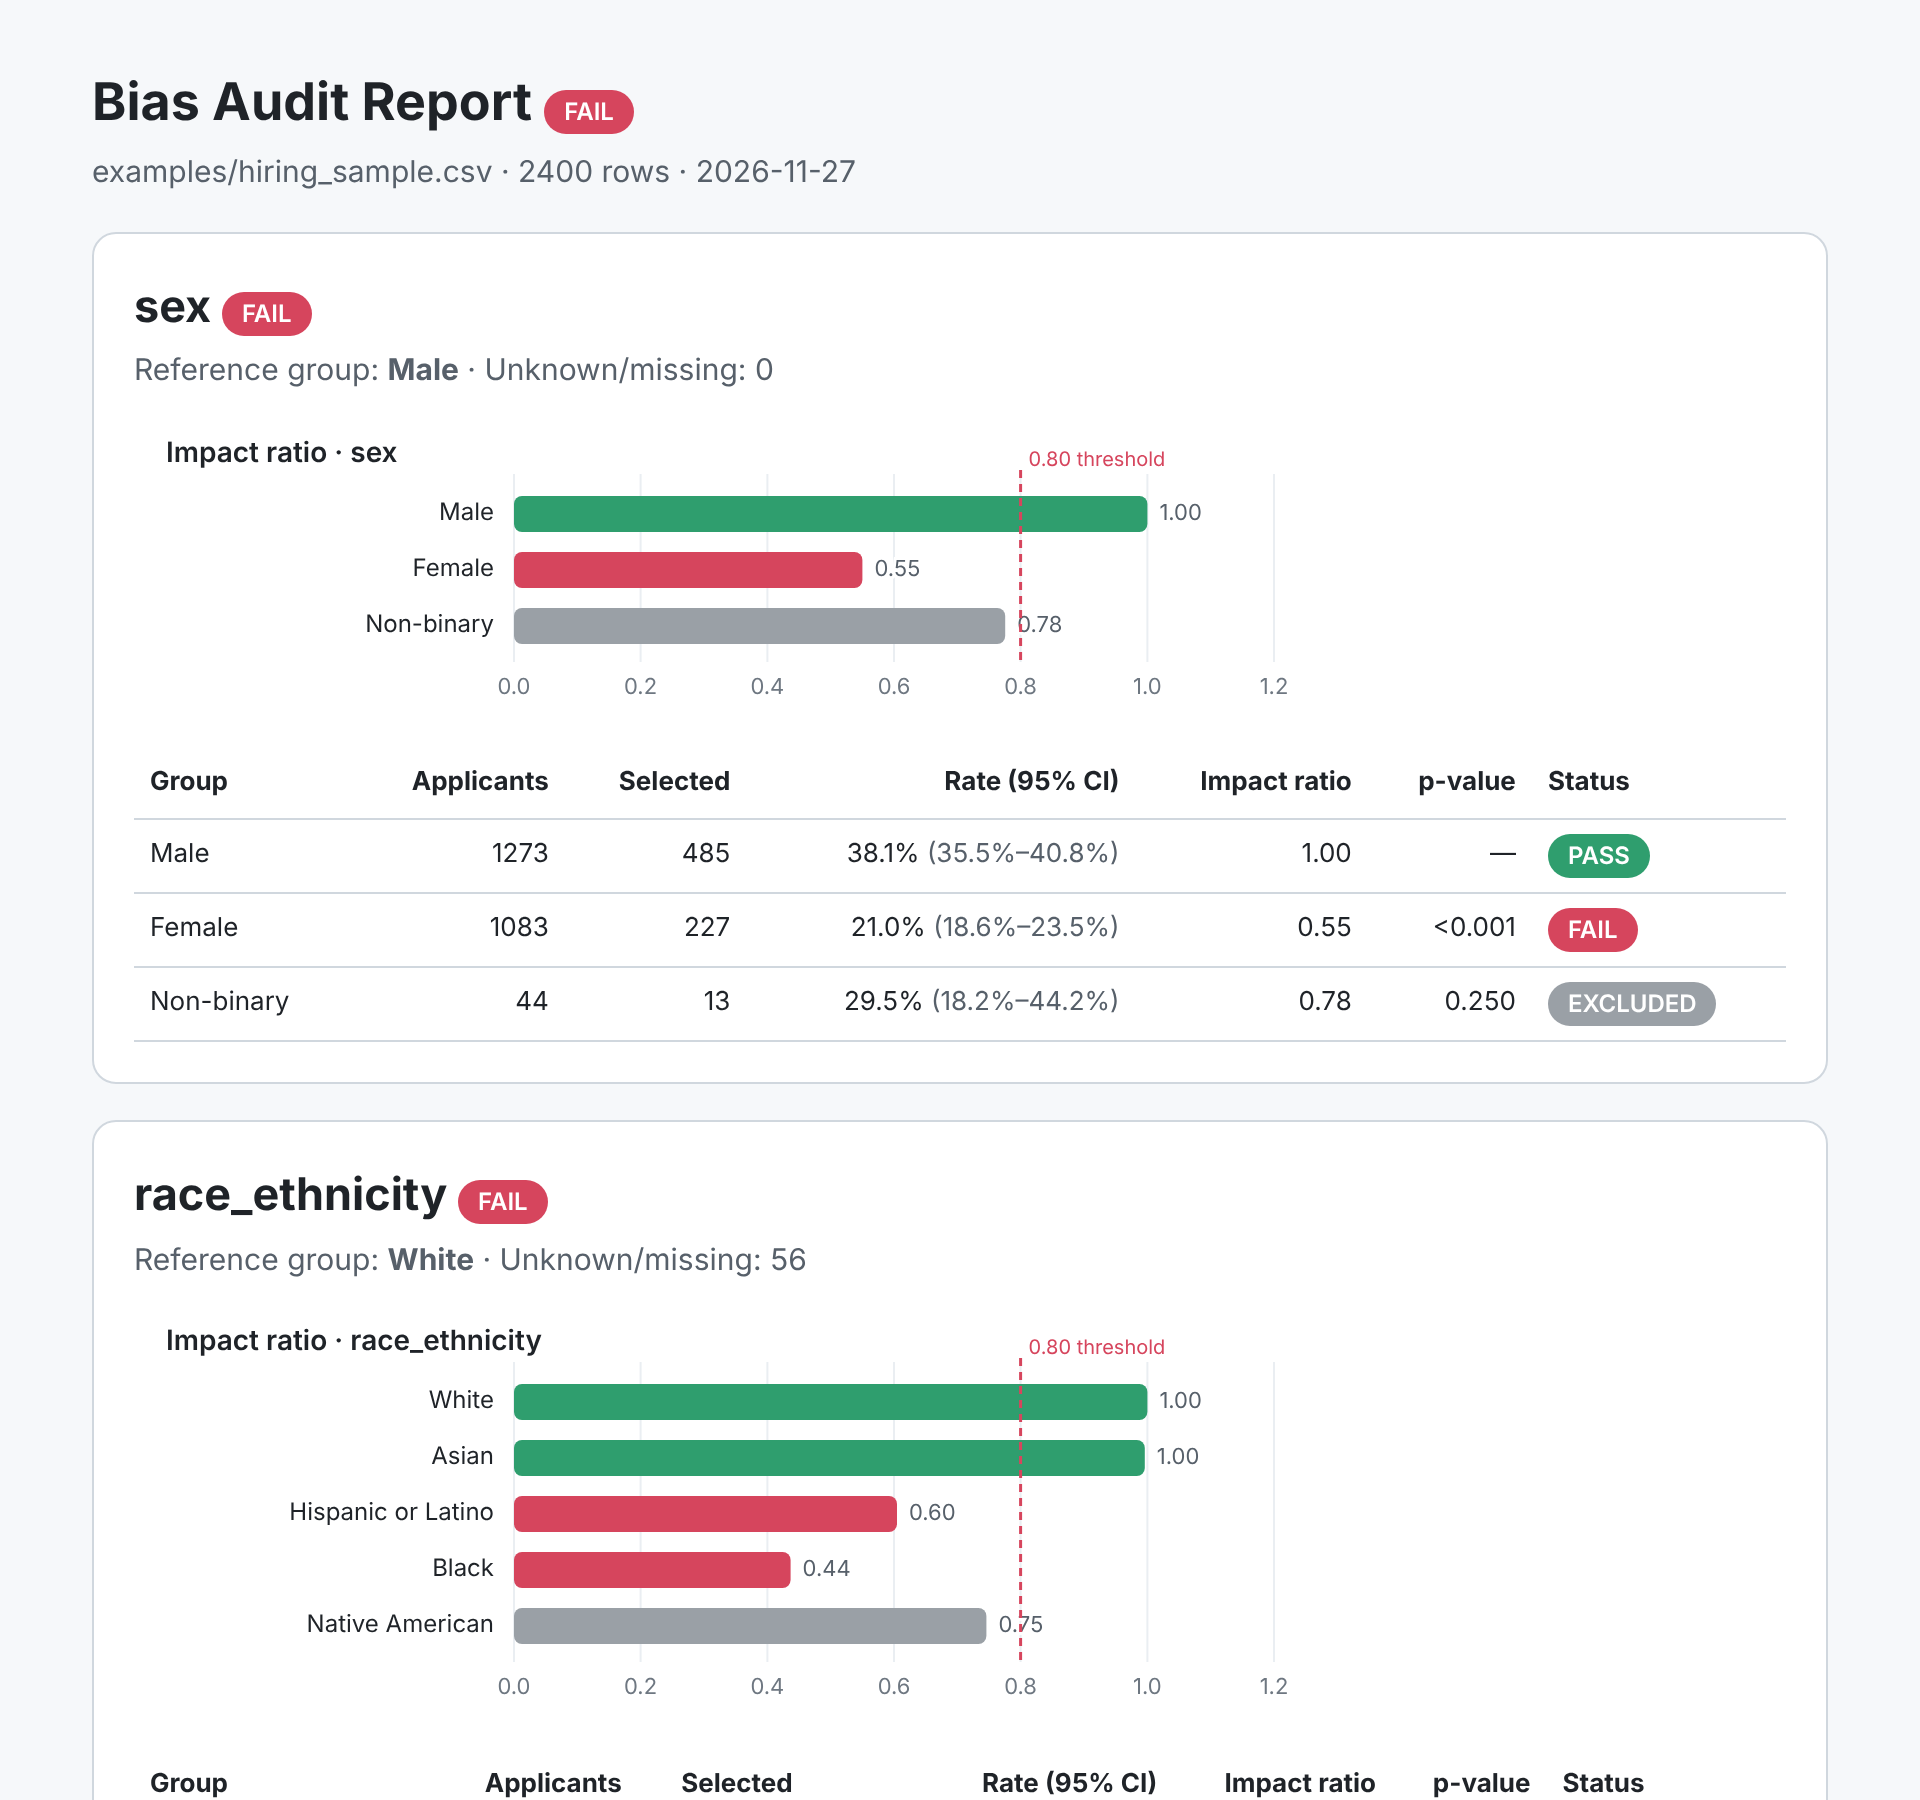 Bias Audit Report FAIL
examples/hiring_sample.csv · 2400 rows · 2026-11-27
sex FAIL
Reference group: Male · Unknown/missing: 0
Impact ratio · sex
0.80 threshold
Male 1.00
Female 0.55
Non-binary 0.78
0.0 0.2 0.4 0.6 0.8 1.0 1.2
Group Applicants Selected Rate (95% CI) Impact ratio p-value Status
Male 1273 485 38.1% (35.5%–40.8%) 1.00 — PASS
Female 1083 227 21.0% (18.6%–23.5%) 0.55 <0.001 FAIL
Non-binary 44 13 29.5% (18.2%–44.2%) 0.78 0.250 EXCLUDED
race_ethnicity FAIL
Reference group: White · Unknown/missing: 56
Impact ratio · race_ethnicity
0.80 threshold
White 1.00
Asian 1.00
Hispanic or Latino 0.60
Black 0.44
Native American 0.75
0.0 0.2 0.4 0.6 0.8 1.0 1.2
Group Applicants Selected Rate (95% CI) Impact ratio p-value Status